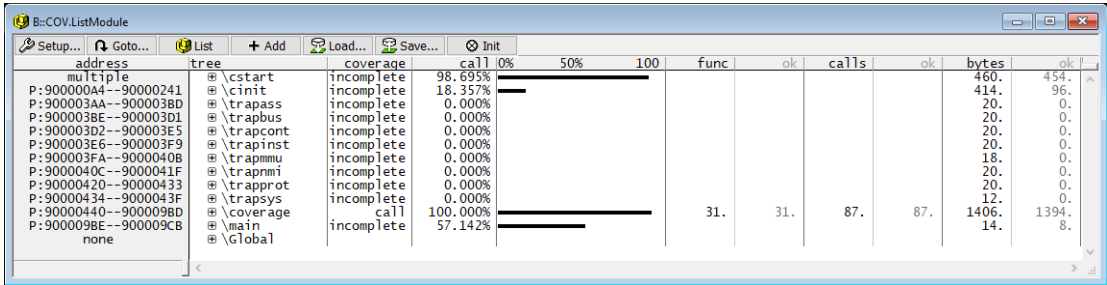 B::COV.ListModule
Setup... Goto... List + Add Load... Save... Init
address tree coverage call 0% 50% 100 func ok calls ok bytes ok
multiple \cstart incomplete 98.695% 460. 454.
P:900000A4--90000241 \cinit incomplete 18.357% 414. 96.
P:900003AA--900003BD \trapass incomplete 0.000% 20. 0.
P:900003BE--900003D1 \trapbus incomplete 0.000% 20. 0.
P:900003D2--900003E5 \trapcont incomplete 0.000% 20. 0.
P:900003E6--900003F9 \trapinst incomplete 0.000% 20. 0.
P:900003FA--9000040B \trapmmu incomplete 0.000% 18. 0.
P:9000040C--9000041F \trapnmi incomplete 0.000% 20. 0.
P:90000420--90000433 \trapprot incomplete 0.000% 20. 0.
P:90000434--9000043F \trapsys incomplete 0.000% 12. 0.
P:90000440--900009BD \coverage call 100.000% 31. 31. 87. 87. 1406. 1394.
P:900009BE--900009CB \main incomplete 57.142% 14. 8.
none \Global